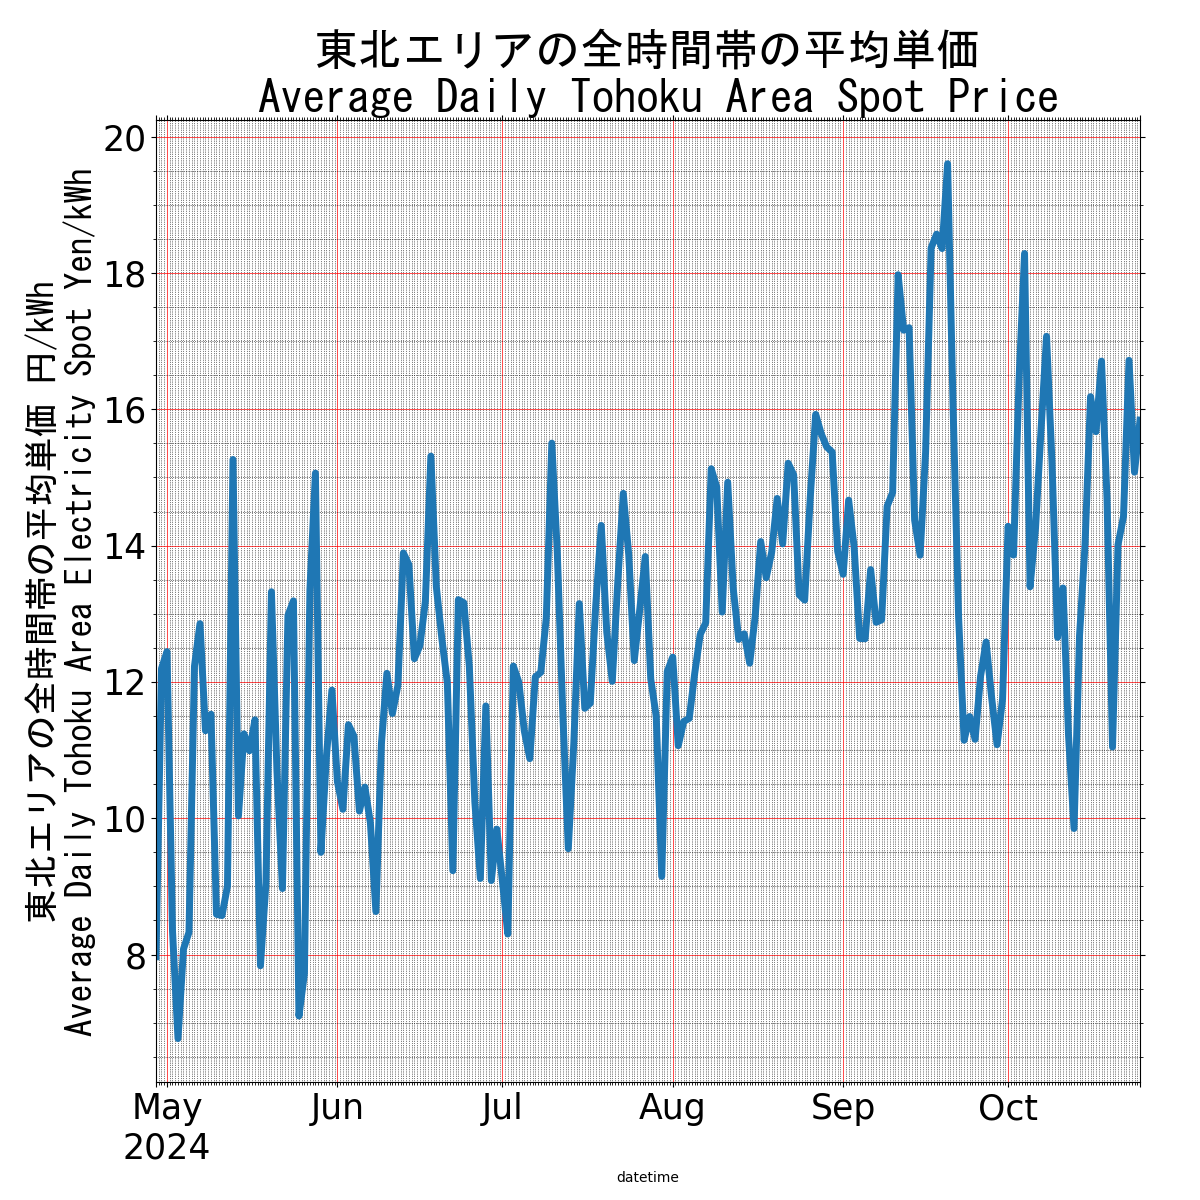 東北エリアの全時間帯の平均単価
Average Daily Tohoku Area Spot Price
東北エリアの全時間帯の平均単価 円/kWh
Average Daily Tohoku Area Electricity Spot Yen/kWh
20
18
16
14
12
10
8
May
2024
Jun
Jul
Aug
Sep
Oct
datetime